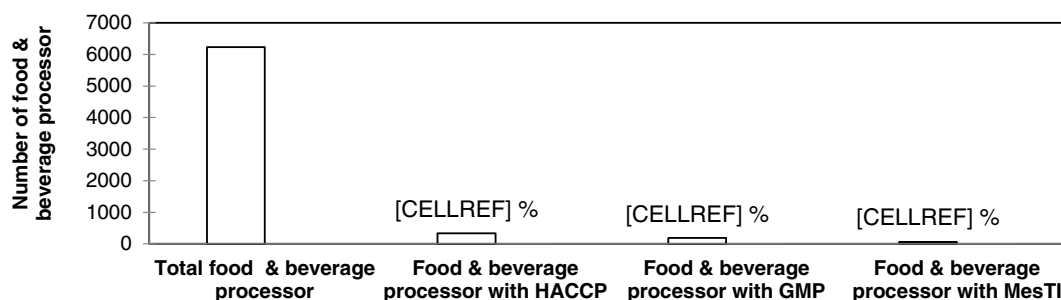 Number of food &
beverage processor
7000
6000
5000
4000
3000
2000
1000
0
[CELLREF] %
[CELLREF] %
[CELLREF] %
Total food & beverage
processor
Food & beverage
processor with HACCP
Food & beverage
processor with GMP
Food & beverage
processor with MesTI